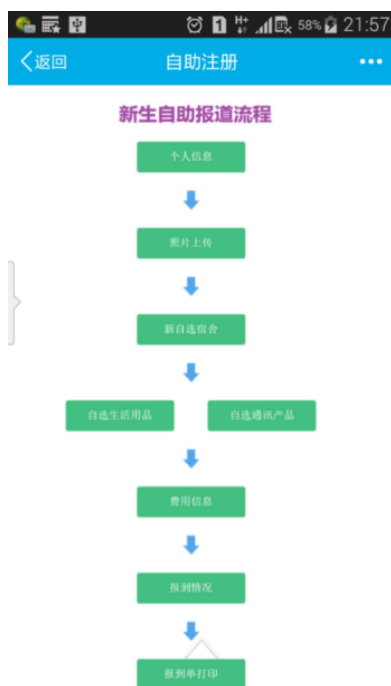 1 H+ 58% 21:57
返回 自助注册
新生自助报道流程
个人信息
照片上传
新自选宿舍
自选生活用品 自选通讯产品
费用信息
报到情况
报到单打印